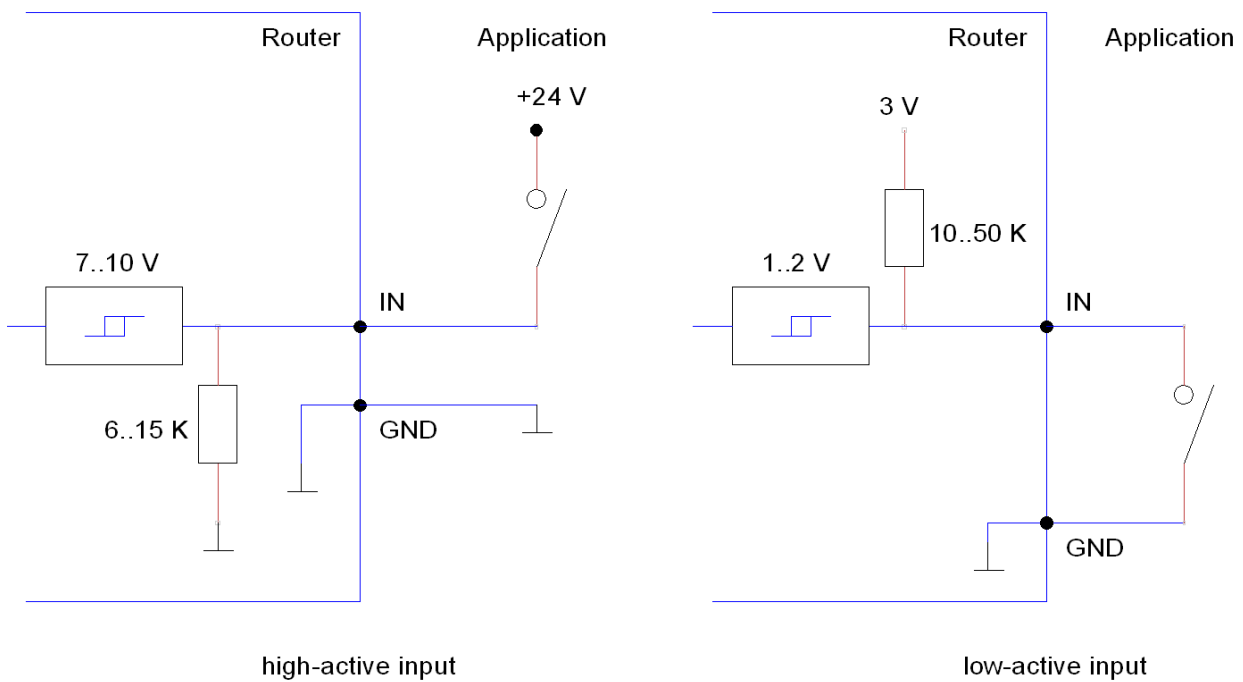 Router
Application
+24 V
7..10 V
IN
6..15 K
GND
high-active input
Router
Application
3 V
10..50 K
1..2 V
IN
GND
low-active input